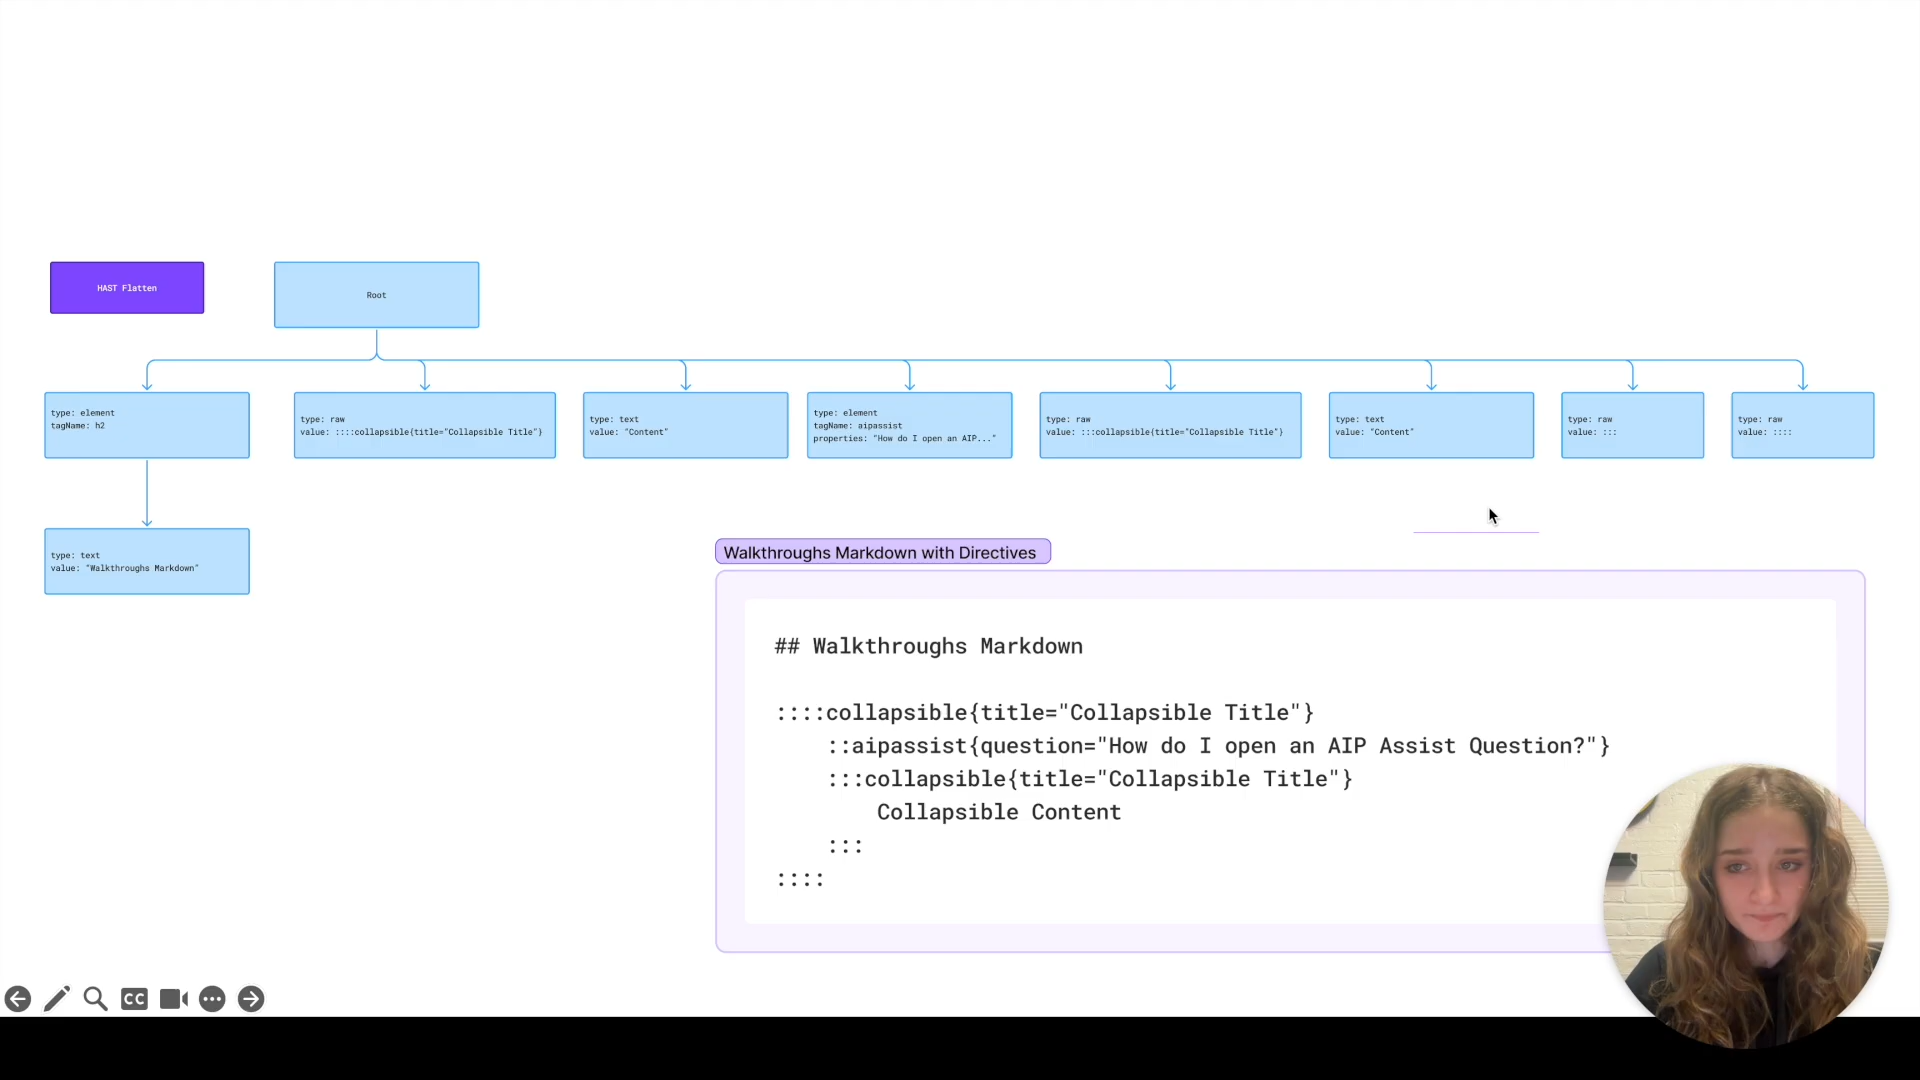 HAST Flatten
Root
type: element
tagName: h2
type: raw
value: ::::collapsible{title="Collapsible Title"}
type: text
value: "Content"
type: element
tagName: aipassist
properties: "How do I open an AIP..."
type: raw
value: :::collapsible{title="Collapsible Title"}
type: text
value: "Content"
type: raw
value: :::
type: raw
value: ::::
type: text
value: "Walkthroughs Markdown"
Walkthroughs Markdown with Directives
## Walkthroughs Markdown
::::collapsible{title="Collapsible Title"}
::aipassist{question="How do I open an AIP Assist Question?"}
:::collapsible{title="Collapsible Title"}
Collapsible Content
:::
::::
CC